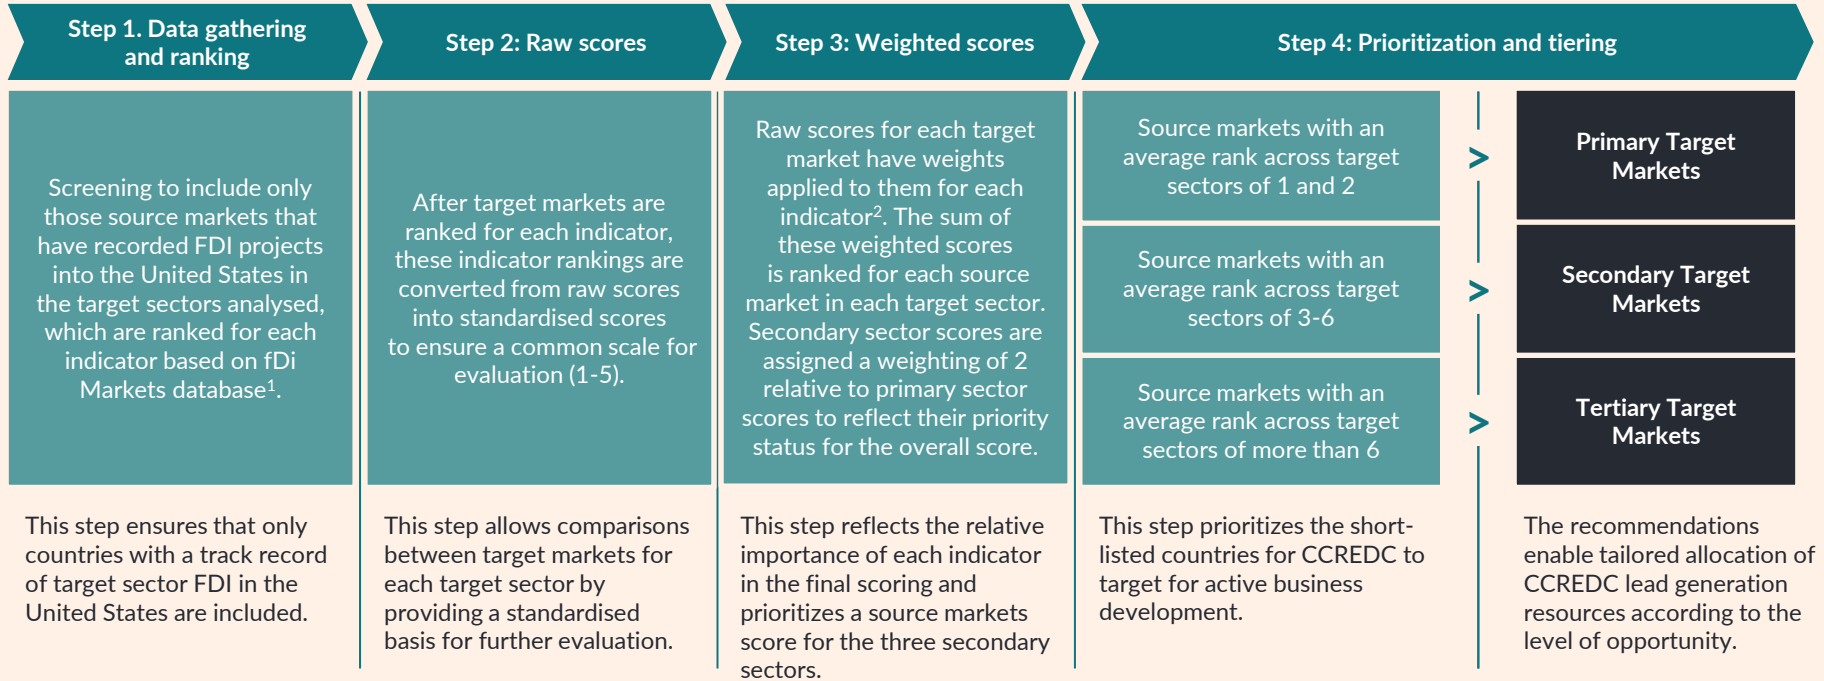 Step 1. Data gathering
and ranking
Step 2: Raw scores
Step 3: Weighted scores
Step 4: Prioritization and tiering
Screening to include only
those source markets that
have recorded FDI projects
into the United States in
the target sectors analysed,
which are ranked for each
indicator based on fDi
Markets database¹.
After target markets are
ranked for each indicator,
these indicator rankings are
converted from raw scores
into standardised scores
to ensure a common scale for
evaluation (1-5).
Raw scores for each target
market have weights
applied to them for each
indicator². The sum of
these weighted scores
is ranked for each source
market in each target sector.
Secondary sector scores are
assigned a weighting of 2
relative to primary sector
scores to reflect their priority
status for the overall score.
Source markets with an
average rank across target
sectors of 1 and 2
>
Primary Target
Markets
Source markets with an
average rank across target
sectors of 3-6
>
Secondary Target
Markets
Source markets with an
average rank across target
sectors of more than 6
>
Tertiary Target
Markets
This step ensures that only
countries with a track record
of target sector FDI in the
United States are included.
This step allows comparisons
between target markets for
each target sector by
providing a standardised
basis for further evaluation.
This step reflects the relative
importance of each indicator
in the final scoring and
prioritizes a source markets
score for the three secondary
sectors.
This step prioritizes the short-
listed countries for CCREDC to
target for active business
development.
The recommendations
enable tailored allocation of
CCREDC lead generation
resources according to the
level of opportunity.